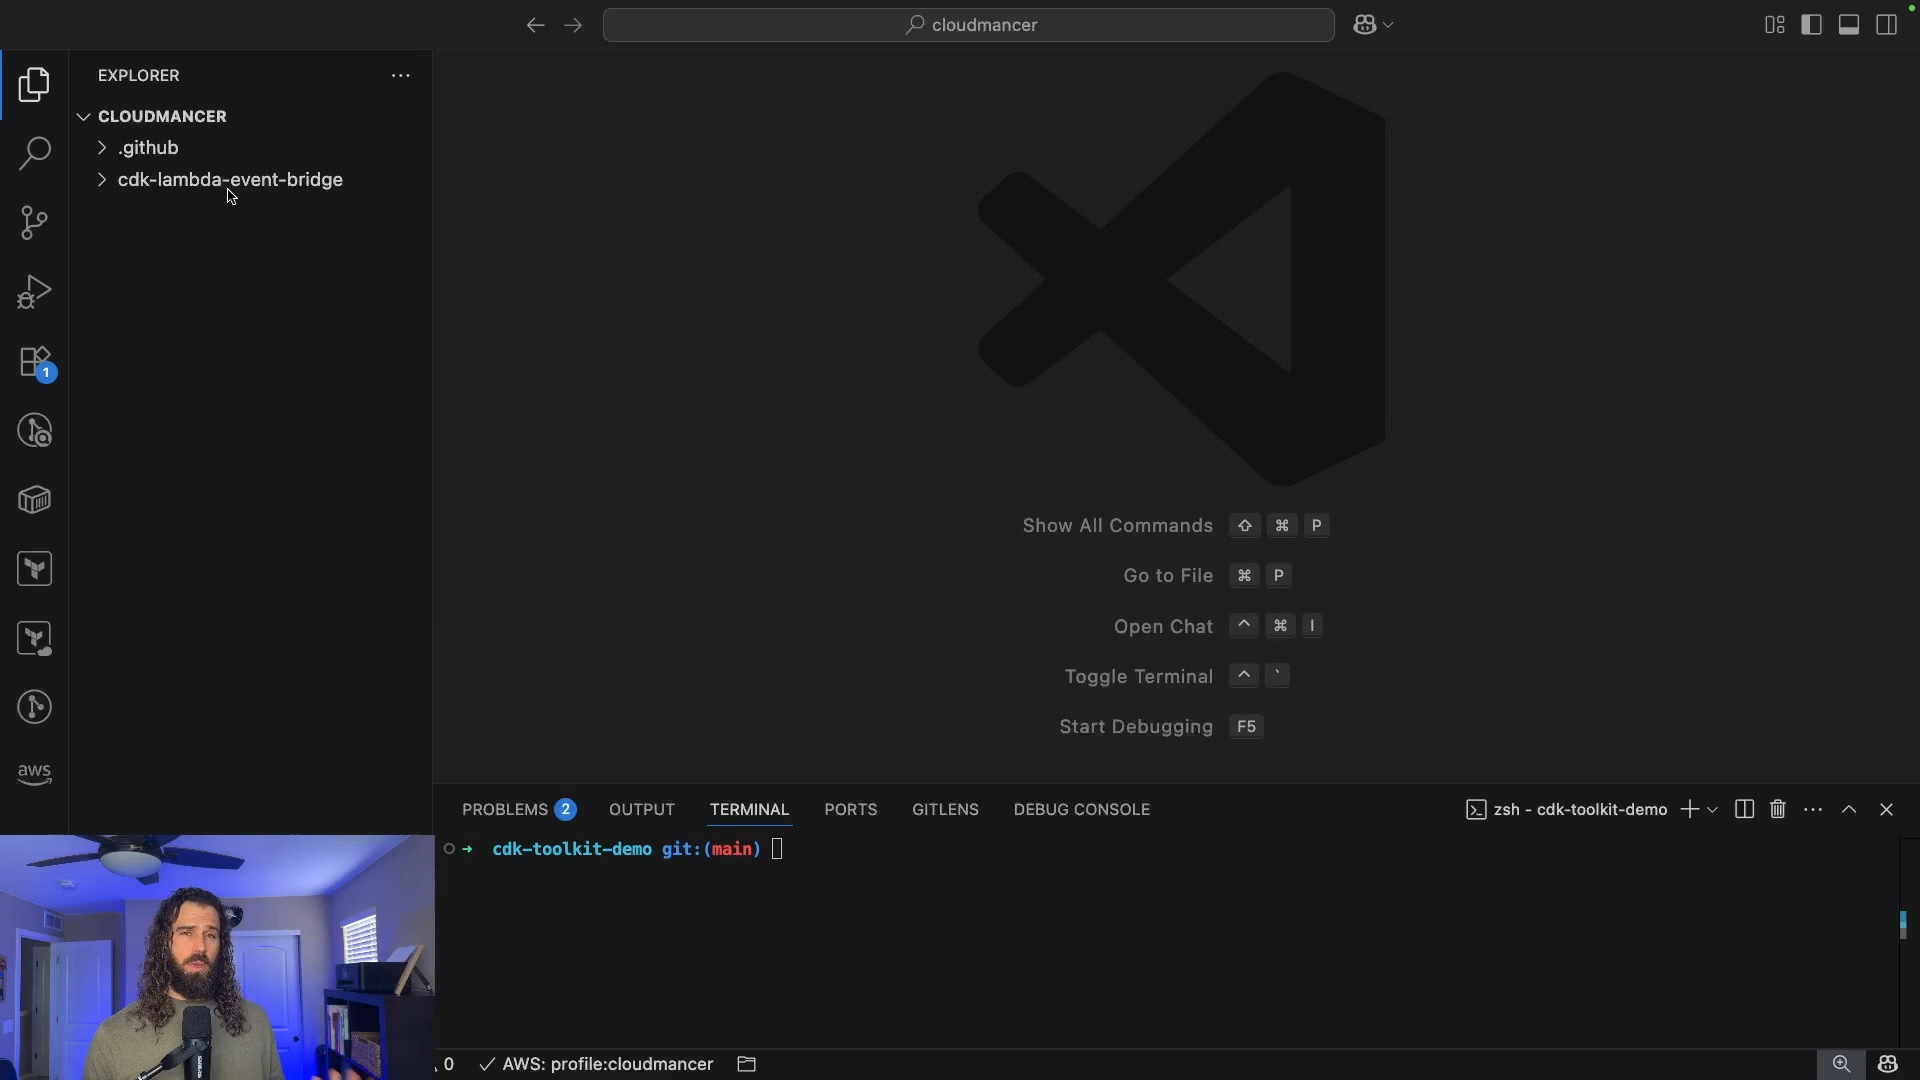 cloudmancer
EXPLORER
CLOUDMANCER
.github
cdk-lambda-event-bridge
1
aws
Show All Commands ⇧ ⌘ P
Go to File ⌘ P
Open Chat ^ ⌘ I
Toggle Terminal ^ `
Start Debugging F5
PROBLEMS 2 OUTPUT TERMINAL PORTS GITLENS DEBUG CONSOLE
zsh - cdk-toolkit-demo
→ cdk-toolkit-demo git:(main)
0 AWS: profile:cloudmancer